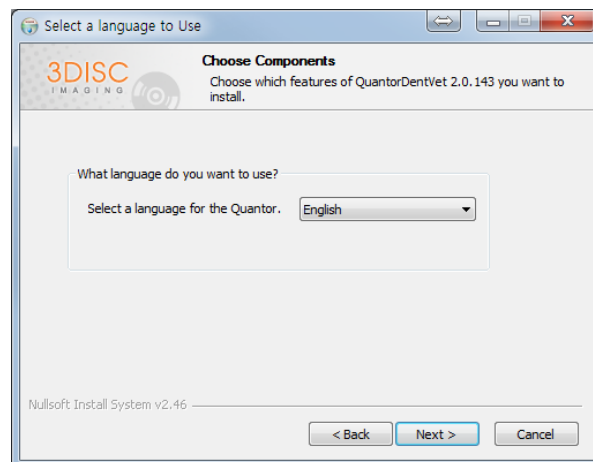 Select a language to Use
3DISC
IMAGING
Choose Components
Choose which features of QuantorDentVet 2.0.143 you want to
install.
What language do you want to use?
Select a language for the Quantor.
English
Nullsoft Install System v2.46
< Back
Next >
Cancel